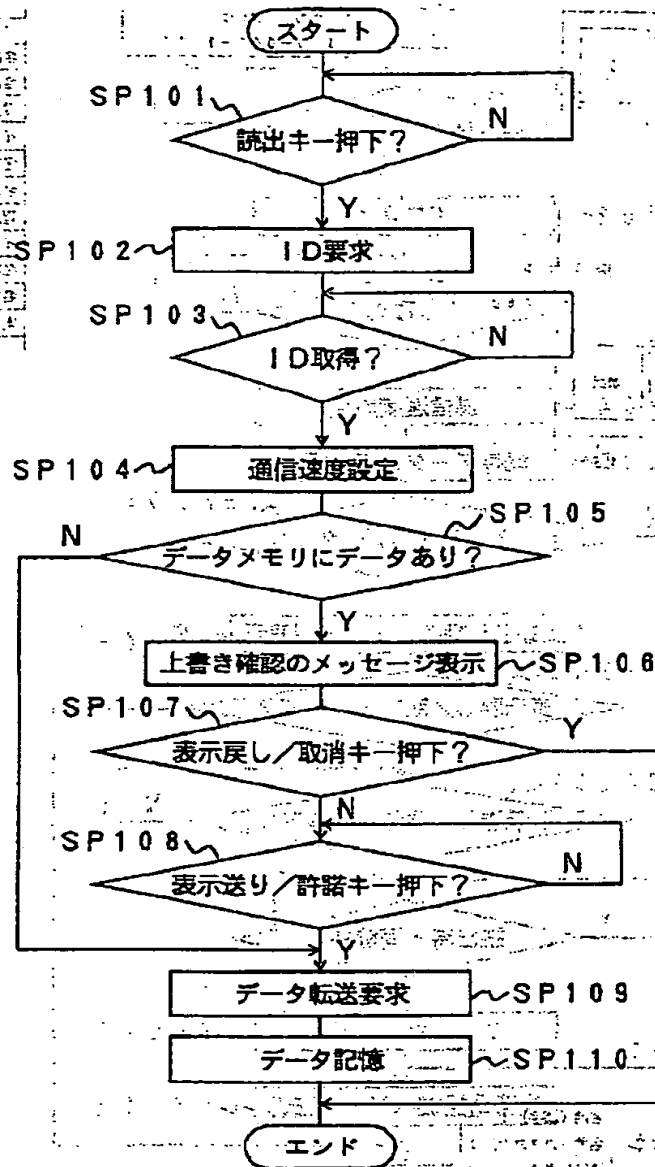 スタート
SP101
読出キー押下?
N
Y
SP102
ID要求
SP103
ID取得?
N
Y
SP104
通信速度設定
SP105
データメモリにデータあり?
N
Y
上書き確認のメッセージ表示
SP106
SP107
表示戻し/取消キー押下?
Y
N
SP108
表示送り/許諾キー押下?
N
Y
データ転送要求
SP109
データ記憶
SP110
エンド